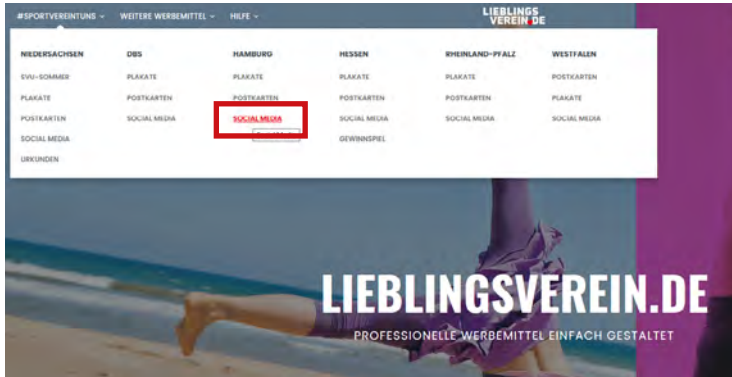 #SPORTVEREINTUNS WEITERE WERBEMITTEL HILFE
LIEBLINGS
VEREIN.DE
NIEDERSACHSEN DBS HAMBURG HESSEN RHEINLAND-PFALZ WESTFALEN
EVU-SOMMER PLAKATE PLAKATE PLAKATE PLAKATE POSTKARTEN
PLAKATE POSTKARTEN POSTKARTEN POSTKARTEN POSTKARTEN PLAKATE
POSTKARTEN SOCIAL MEDIA SOCIAL MEDIA SOCIAL MEDIA SOCIAL MEDIA SOCIAL MEDIA
SOCIAL MEDIA GEWINNSPIEL
URKUNDEN
LIEBLINGSVEREIN.DE
PROFESSIONELLE WERBEMITTEL EINFACH GESTALTET